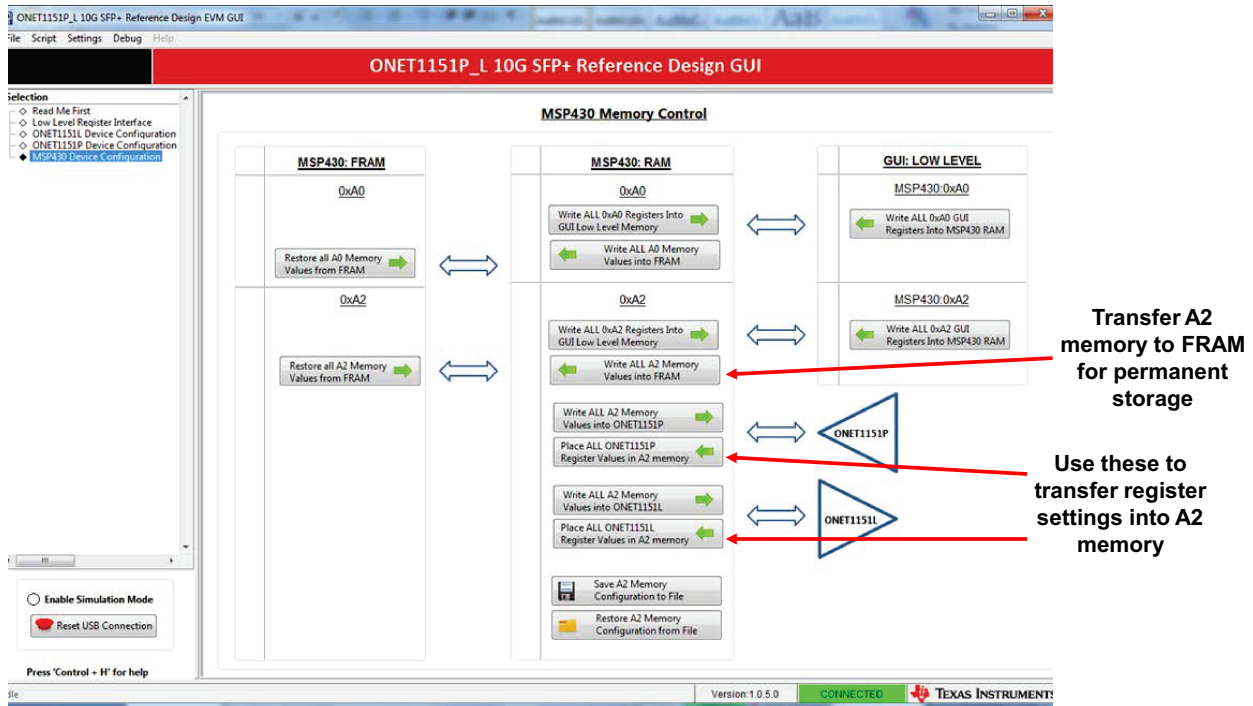 ONET1151P_L 10G SFP+ Reference Design EVM GUI
File Script Settings Debug Help
ONET1151P_L 10G SFP+ Reference Design GUI
Selection
Read Me First
Low Level Register Interface
ONET1151L Device Configuration
ONET1151P Device Configuration
MSP430 Device Configuration
MSP430 Memory Control
MSP430: FRAM
0xA0
Restore all A0 Memory
Values from FRAM
0xA2
Restore all A2 Memory
Values from FRAM
MSP430: RAM
0xA0
Write ALL 0xA0 Registers Into
GUI Low Level Memory
Write ALL A0 Memory
Values into FRAM
0xA2
Write ALL 0xA2 Registers Into
GUI Low Level Memory
Write ALL A2 Memory
Values into FRAM
Write ALL A2 Memory
Values into ONET1151P
Place ALL ONET1151P
Register Values in A2 memory
Write ALL A2 Memory
Values into ONET1151L
Place ALL ONET1151L
Register Values in A2 memory
Save A2 Memory
Configuration to File
Restore A2 Memory
Configuration from File
GUI: LOW LEVEL
MSP430:0xA0
Write ALL 0xA0 GUI
Registers Into MSP430 RAM
MSP430:0xA2
Write ALL 0xA2 GUI
Registers Into MSP430 RAM
ONET1151P
ONET1151L
Transfer A2
memory to FRAM
for permanent
storage
Use these to
transfer register
settings into A2
memory
Enable Simulation Mode
Reset USB Connection
Press 'Control + H' for help
Version:1.0.5.0
CONNECTED
TEXAS INSTRUMENTS